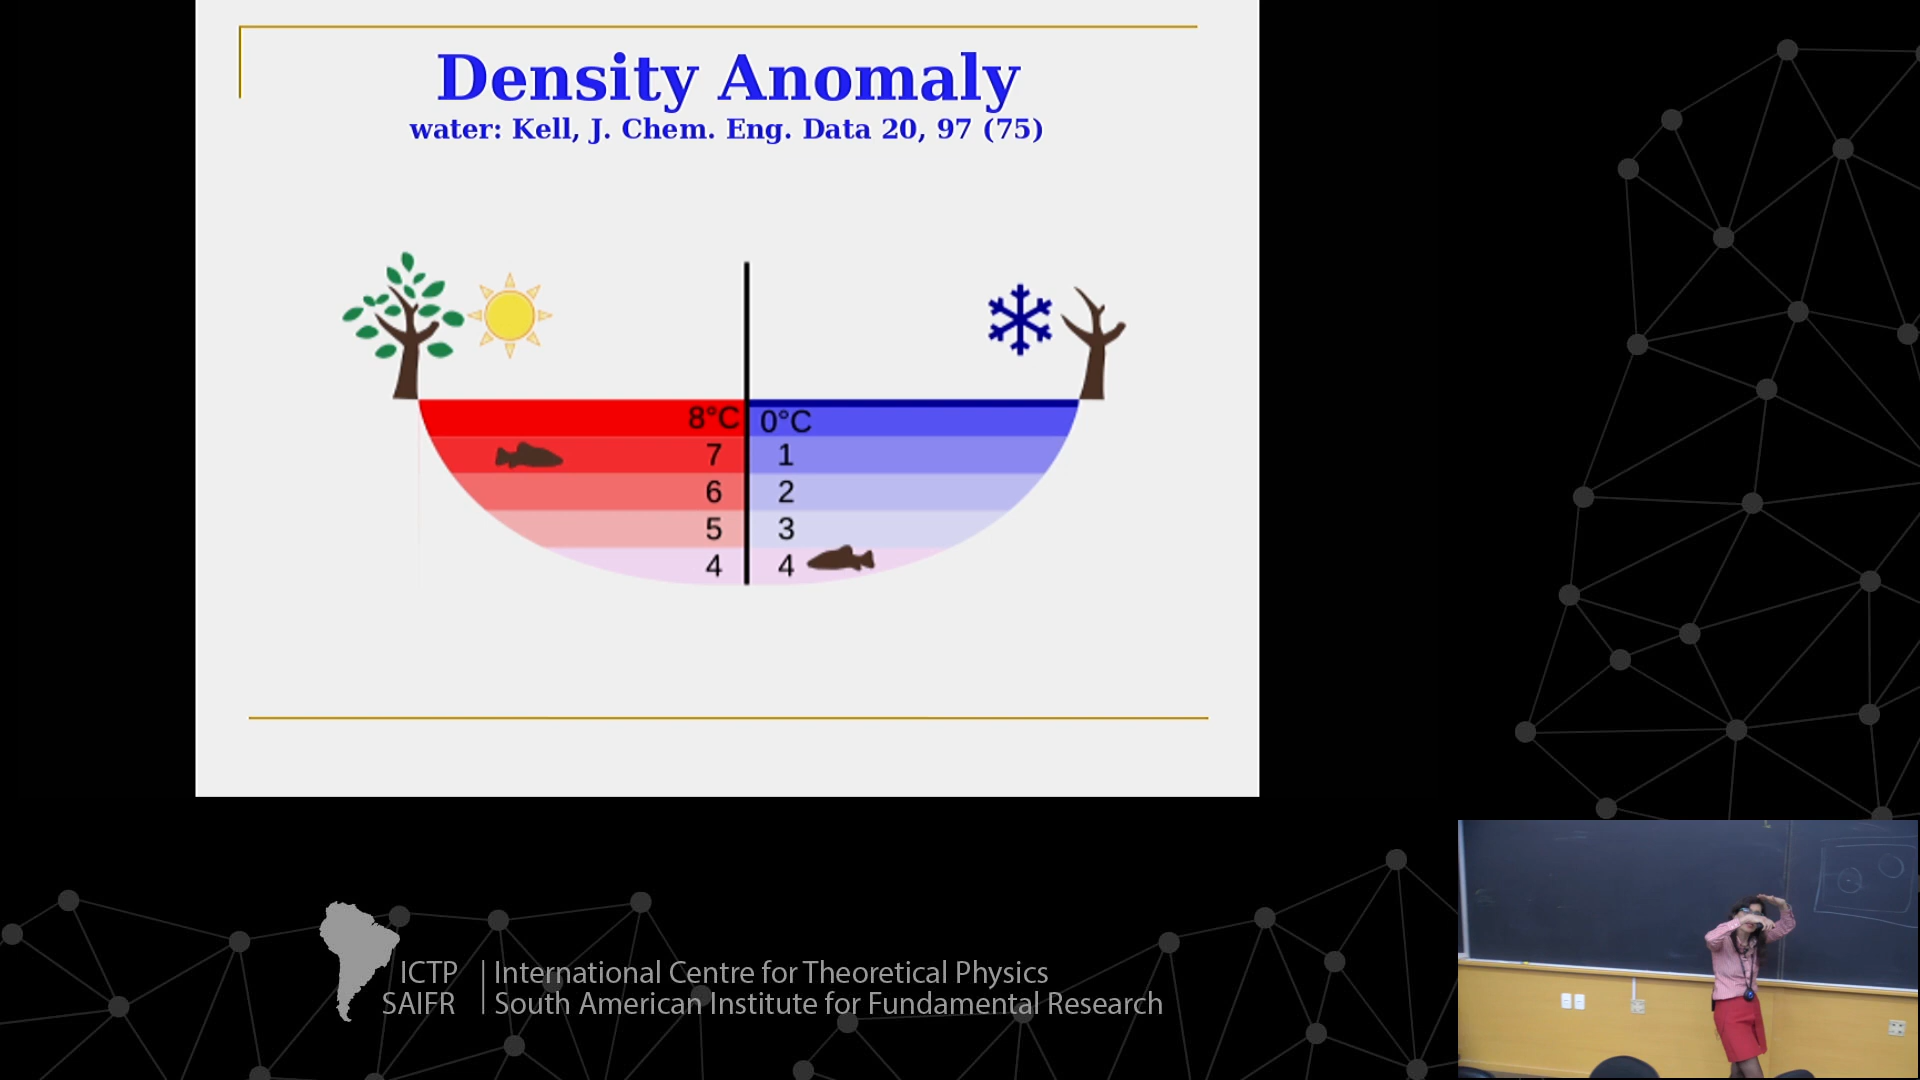 Density Anomaly
water: Kell, J. Chem. Eng. Data 20, 97 (75)
8°C 0°C
7 1
6 2
5 3
4 4
ICTP International Centre for Theoretical Physics
SAIFR South American Institute for Fundamental Research